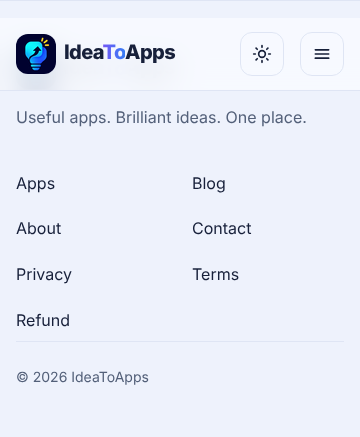 IdeaToApps
Useful apps. Brilliant ideas. One place.
Apps Blog
About Contact
Privacy Terms
Refund
© 2026 IdeaToApps